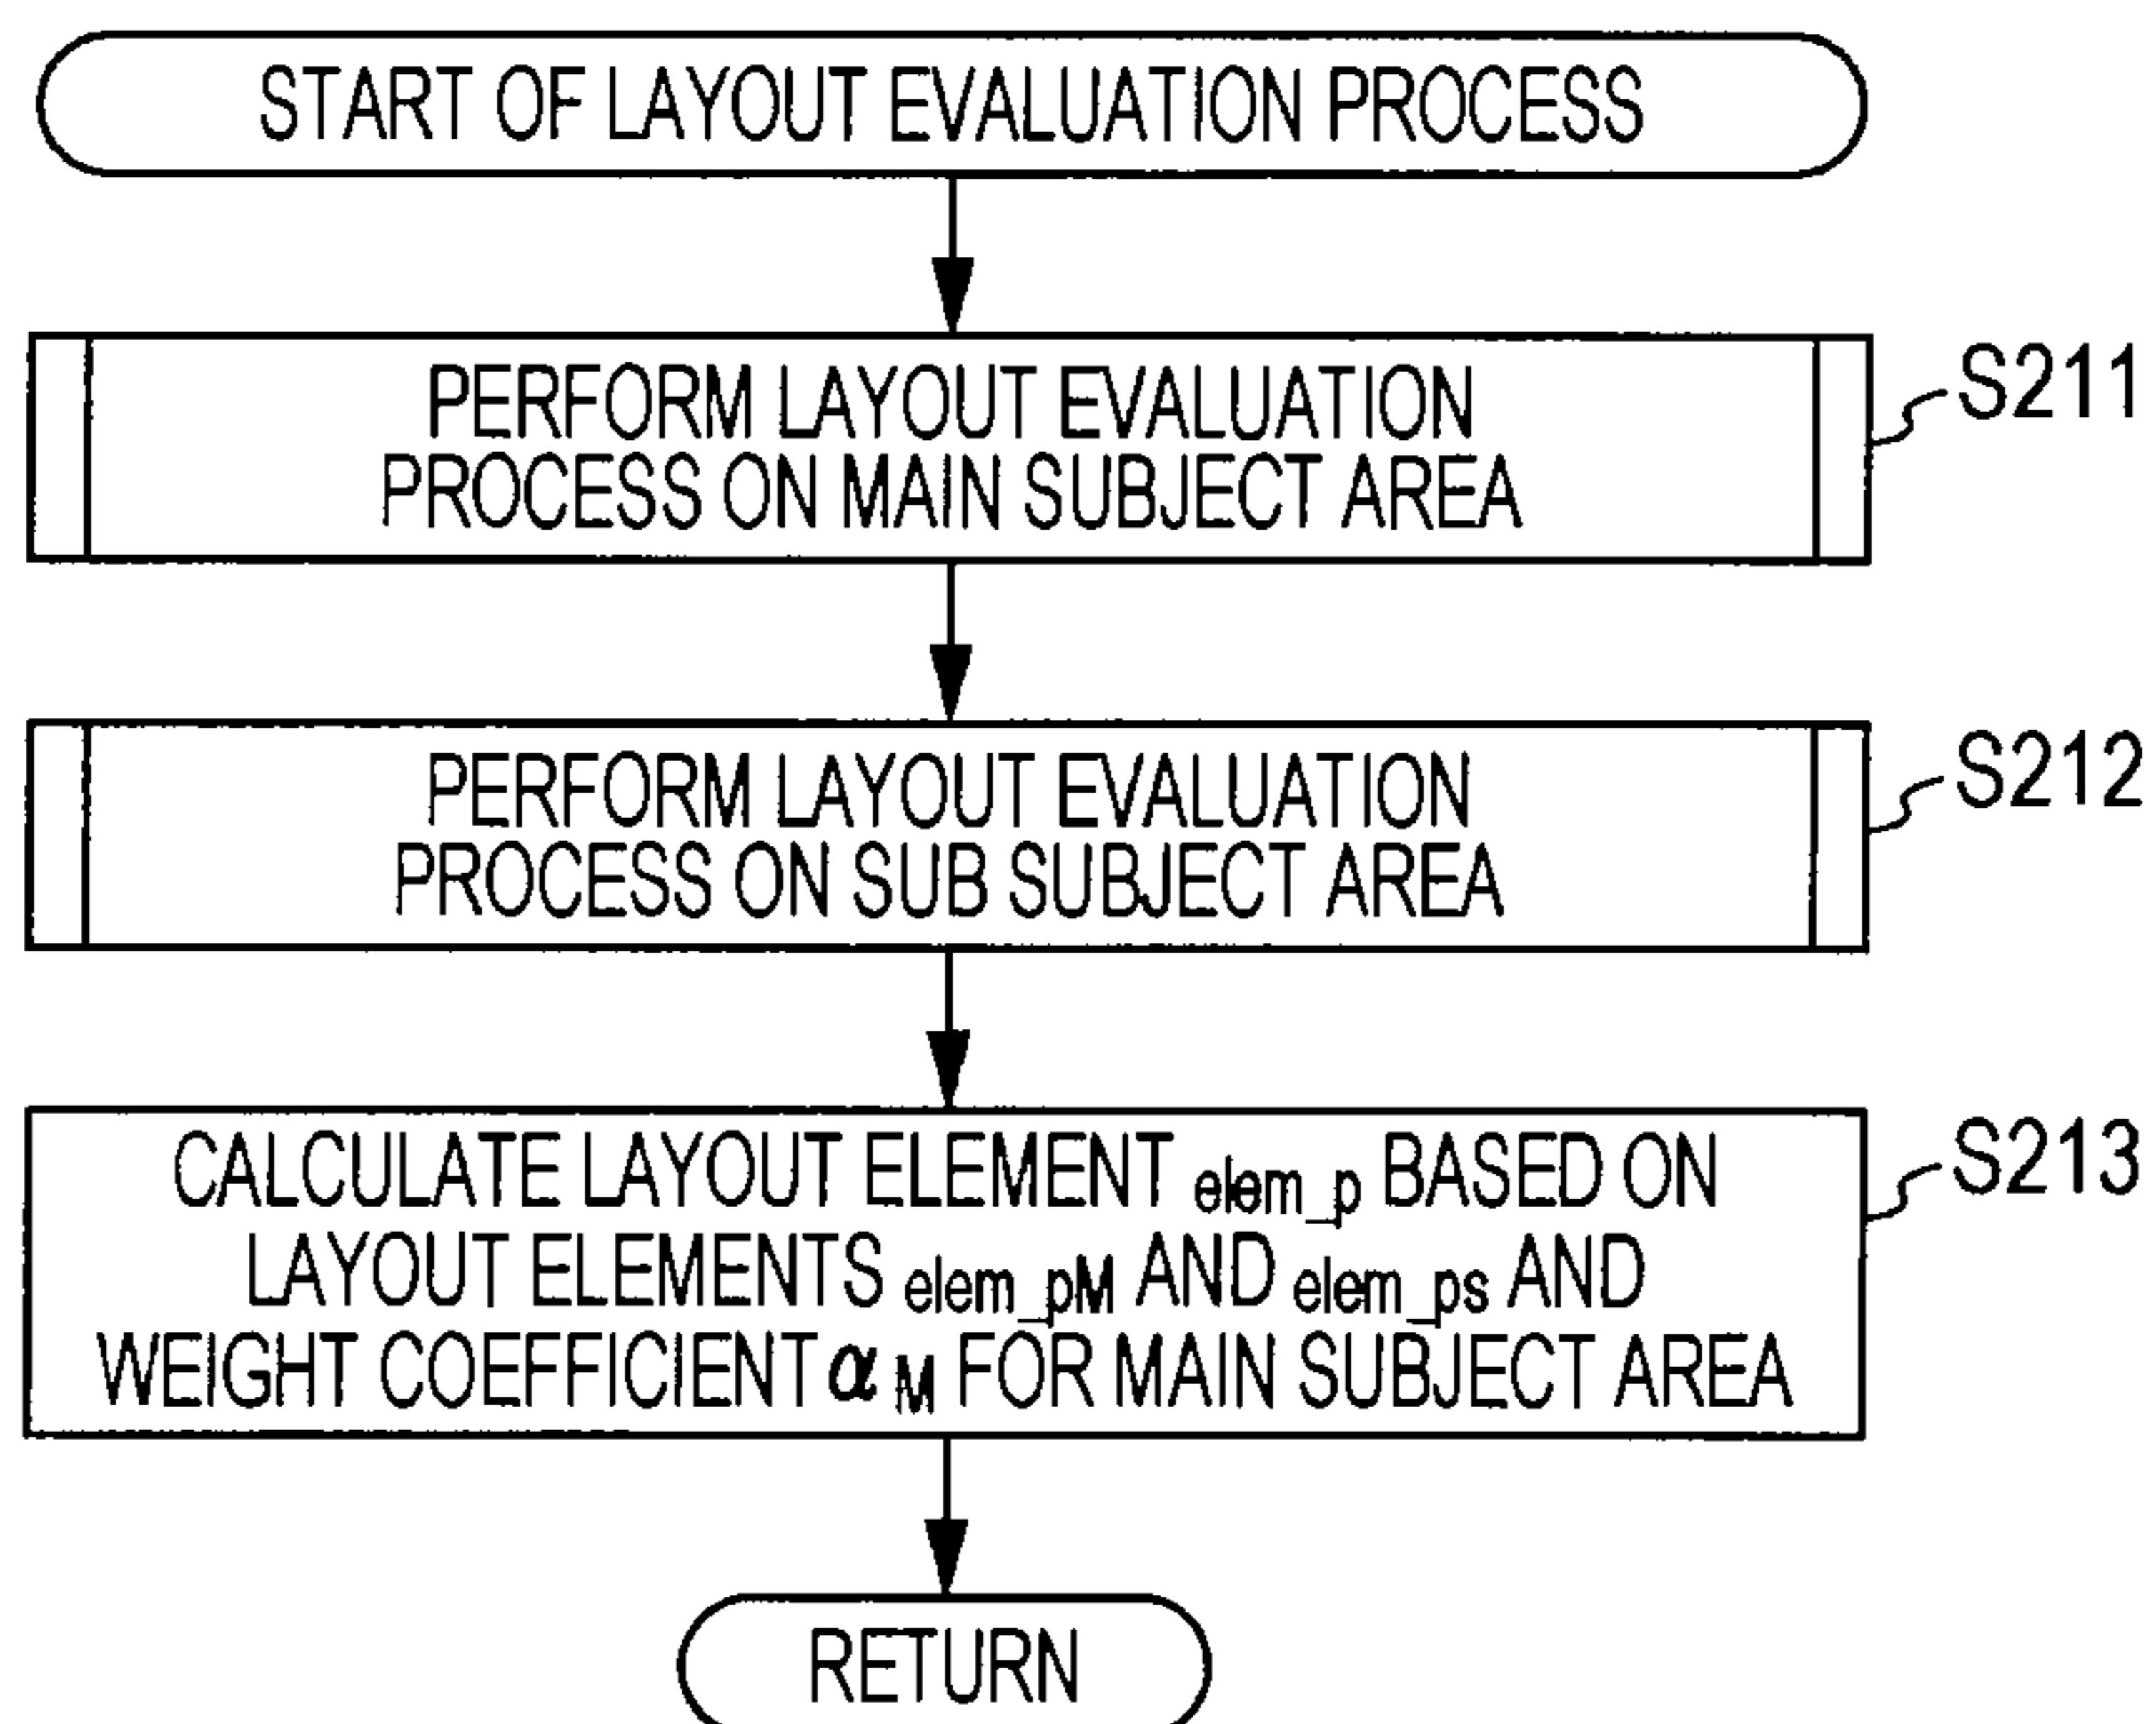 START OF LAYOUT EVALUATION PROCESS
PERFORM LAYOUT EVALUATION
PROCESS ON MAIN SUBJECT AREA
S211
PERFORM LAYOUT EVALUATION
PROCESS ON SUB SUBJECT AREA
S212
CALCULATE LAYOUT ELEMENT elem_p BASED ON
LAYOUT ELEMENTS elem_pM AND elem_ps AND
WEIGHT COEFFICIENT α M FOR MAIN SUBJECT AREA
S213
RETURN